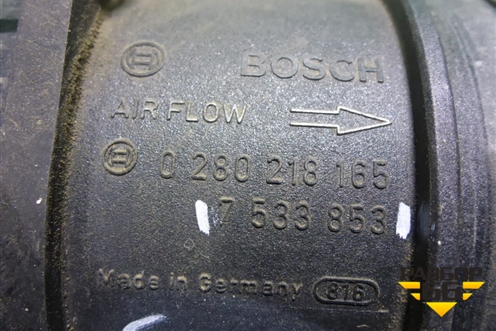 BOSCH
AIR FLOW
0 280 218 165
7 533 853
Made in Germany 816